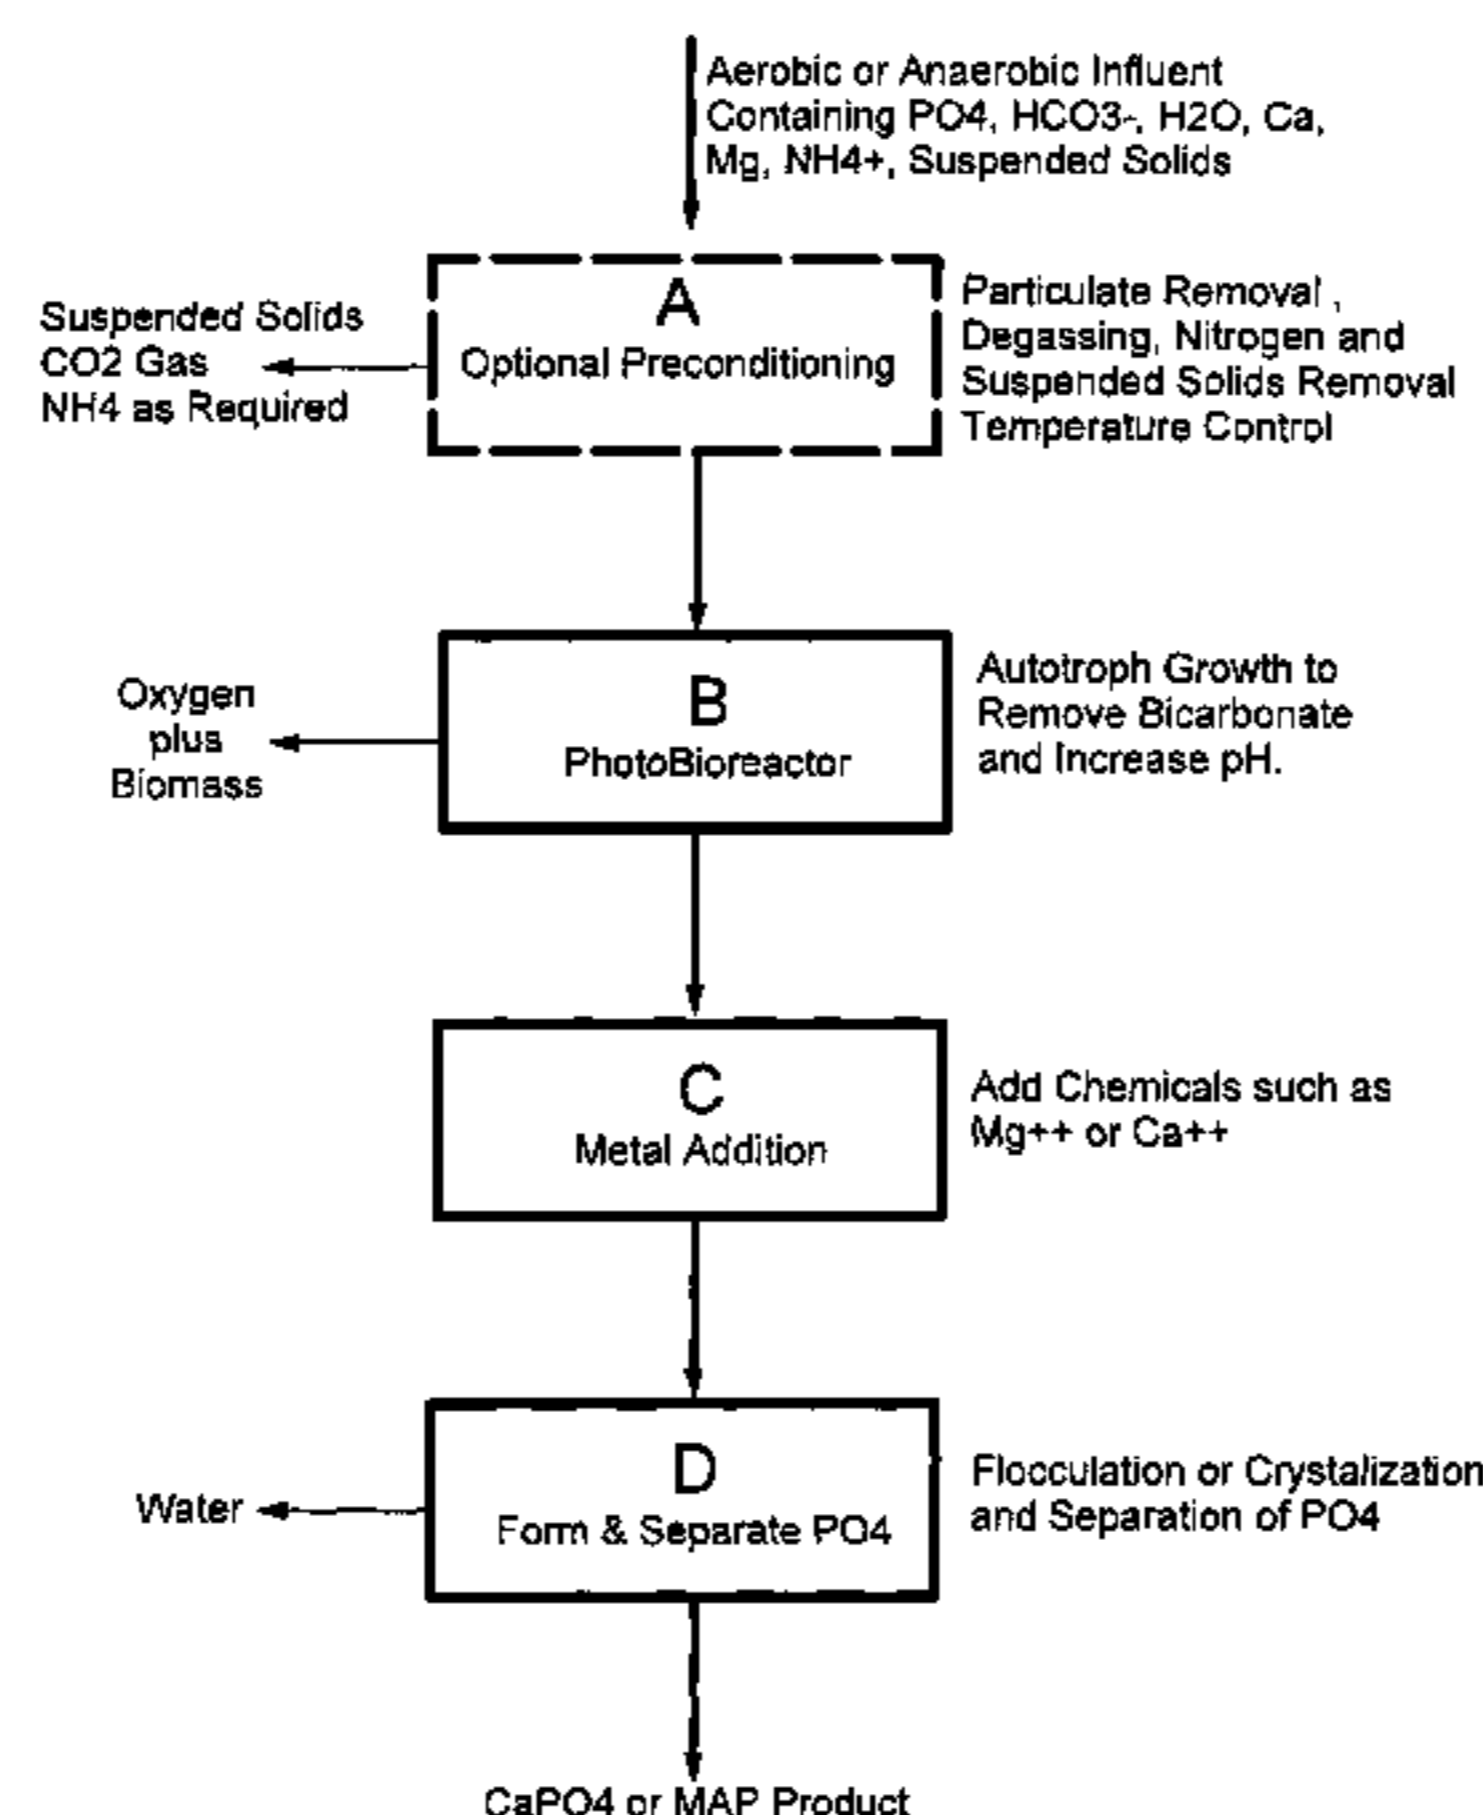 Aerobic or Anaerobic Influent
Containing PO4, HCO3-, H2O, Ca,
Mg, NH4+, Suspended Solids
A
Optional Preconditioning
Suspended Solids
CO2 Gas
NH4 as Required
Particulate Removal ,
Degassing, Nitrogen and
Suspended Solids Removal
Temperature Control
B
PhotoBioreactor
Oxygen
plus
Biomass
Autotroph Growth to
Remove Bicarbonate
and Increase pH.
C
Metal Addition
Add Chemicals such as
Mg++ or Ca++
D
Form & Separate PO4
Water
Flocculation or Crystalization
and Separation of PO4
CaPO4 or MAP Product